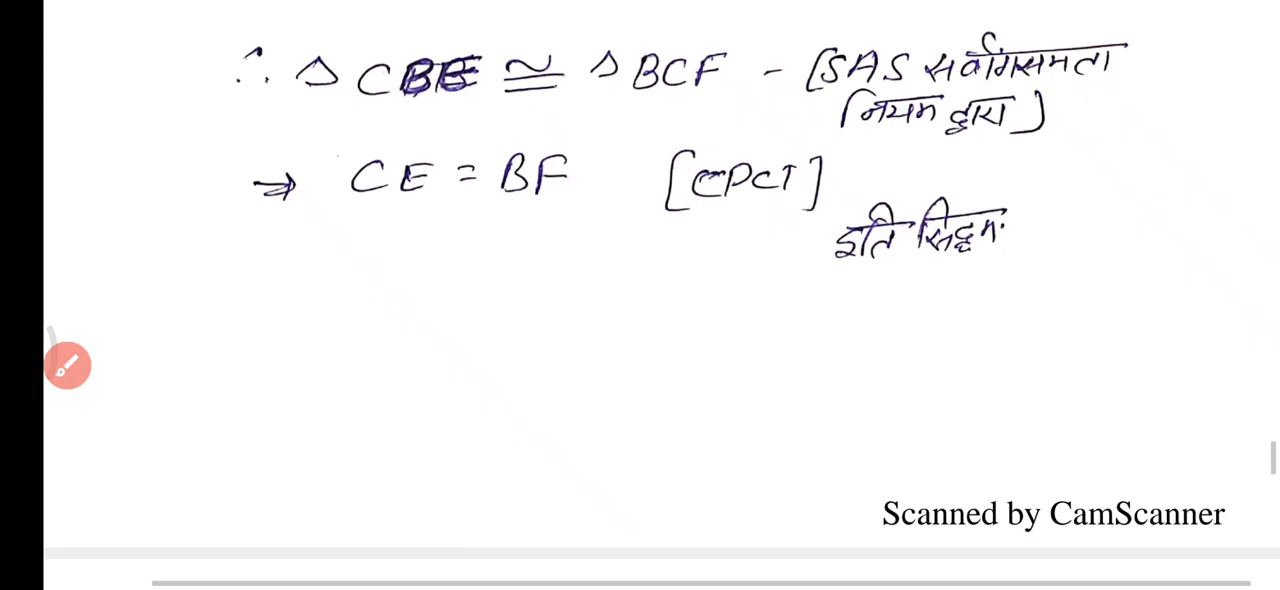 ∴ △ CBE ≅ △ BCF - [SAS सर्वांगसमता
नियम द्वारा]
⇒ CE = BF [CPCT]
इति सिद्धम्
Scanned by CamScanner